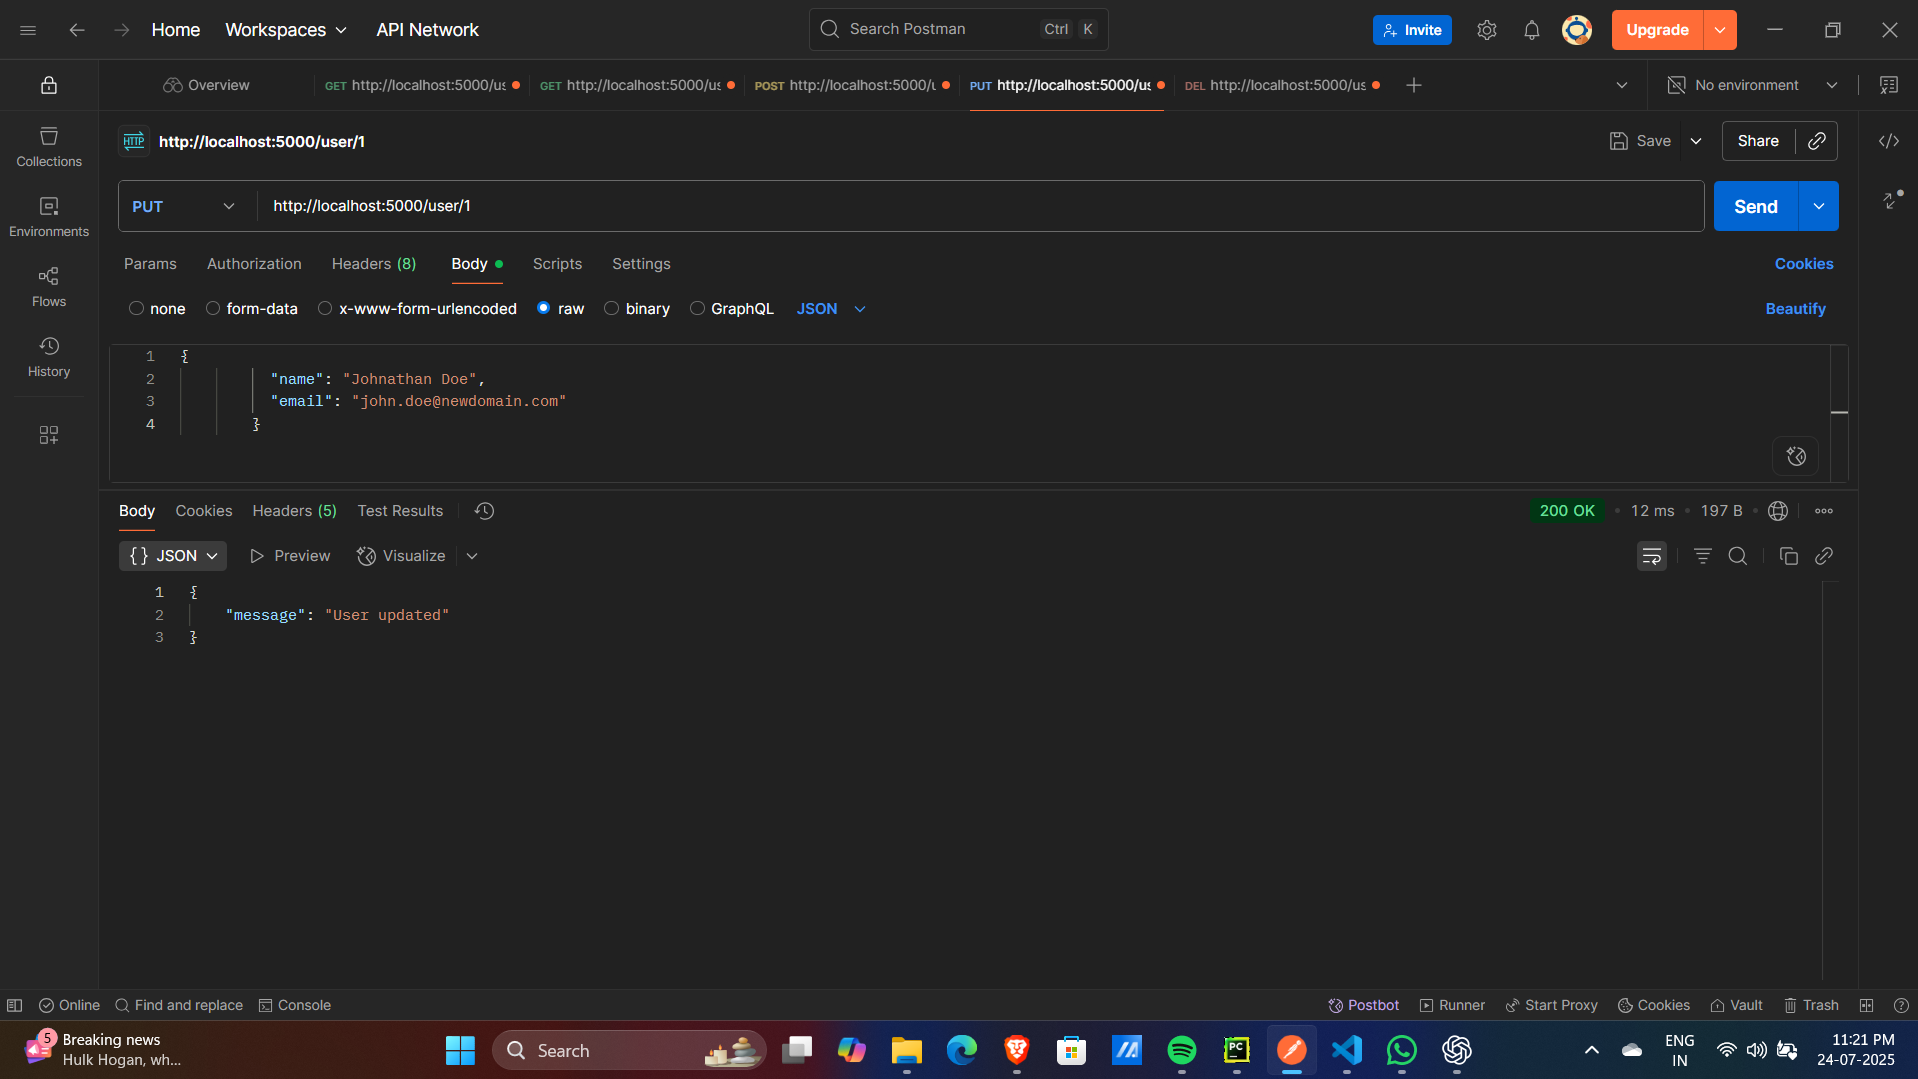 Home Workspaces API Network Search Postman Ctrl K Invite Upgrade
Overview GET http://localhost:5000/us GET http://localhost:5000/us POST http://localhost:5000/u PUT http://localhost:5000/us DEL http://localhost:5000/us No environment
HTTP http://localhost:5000/user/1 Save Share
Collections
Environments
Flows
History
PUT http://localhost:5000/user/1 Send
Params Authorization Headers (8) Body Scripts Settings Cookies
none form-data x-www-form-urlencoded raw binary GraphQL JSON Beautify
1 {
2 "name": "Johnathan Doe",
3 "email": "john.doe@newdomain.com"
4 }
Body Cookies Headers (5) Test Results 200 OK 12 ms 197 B
{} JSON Preview Visualize
1 {
2 "message": "User updated"
3 }
Online Find and replace Console Postbot Runner Start Proxy Cookies Vault Trash
5 Breaking news
Hulk Hogan, wh...
Search
PC
ENG
IN
11:21 PM
24-07-2025